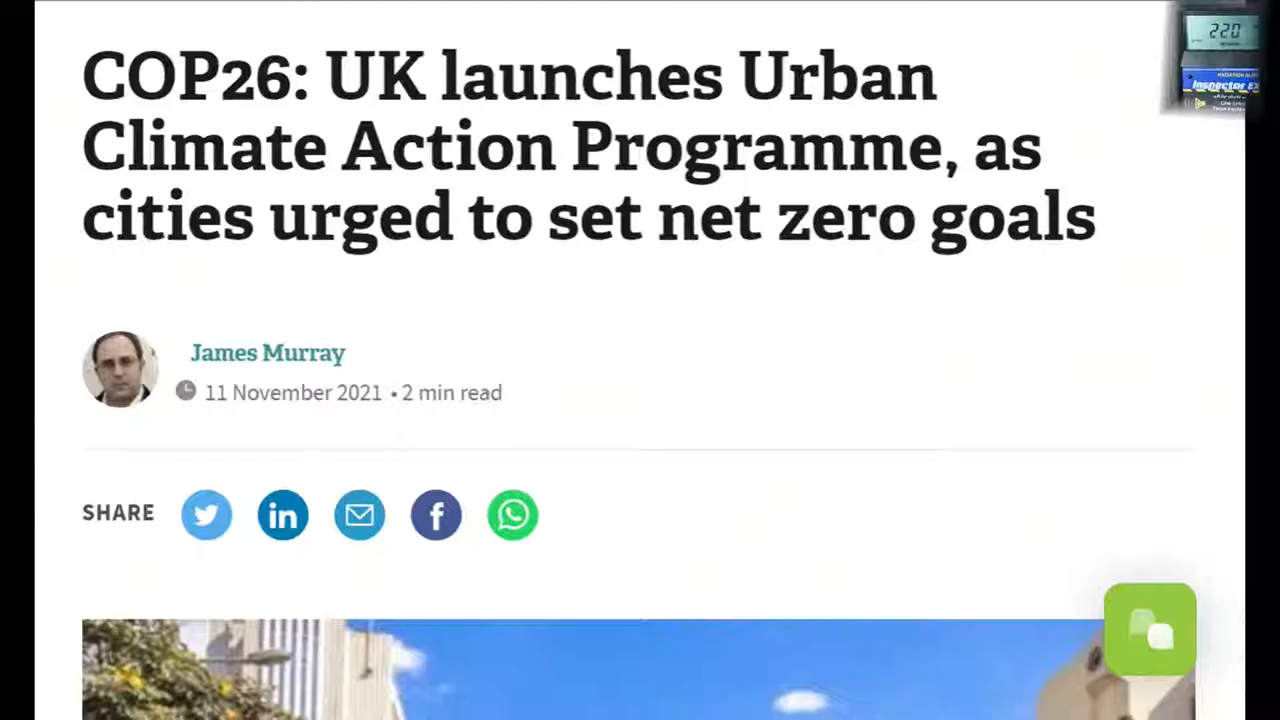 COP26: UK launches Urban
Climate Action Programme, as
cities urged to set net zero goals
James Murray
11 November 2021 • 2 min read
SHARE
220
Inspector